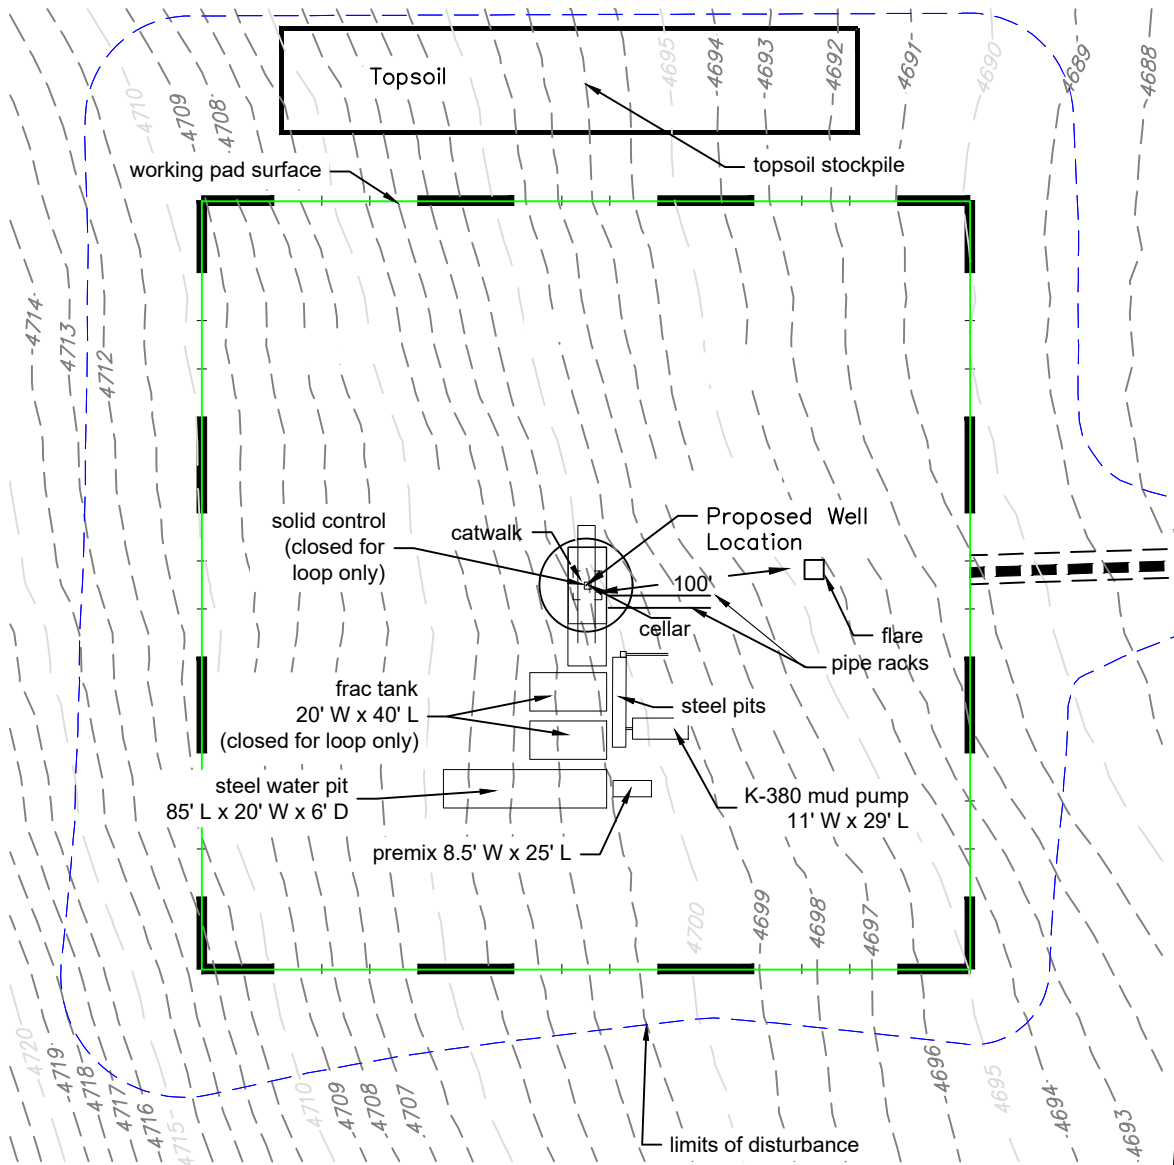 Topsoil
4695
4694
4693
4692
4691
4690
4689
4688
4710
4709
4708
topsoil stockpile
working pad surface
4714
4713
4712
solid control
(closed for
loop only)
catwalk
Proposed Well
Location
100'
cellar
flare
pipe racks
frac tank
20' W x 40' L
(closed for loop only)
steel pits
steel water pit
85' L x 20' W x 6' D
K-380 mud pump
11' W x 29' L
premix 8.5' W x 25' L
4700
4699
4698
4697
4720
4719
4718
4717
4716
4715
4710
4709
4708
4707
4696
4695
4694
4693
limits of disturbance